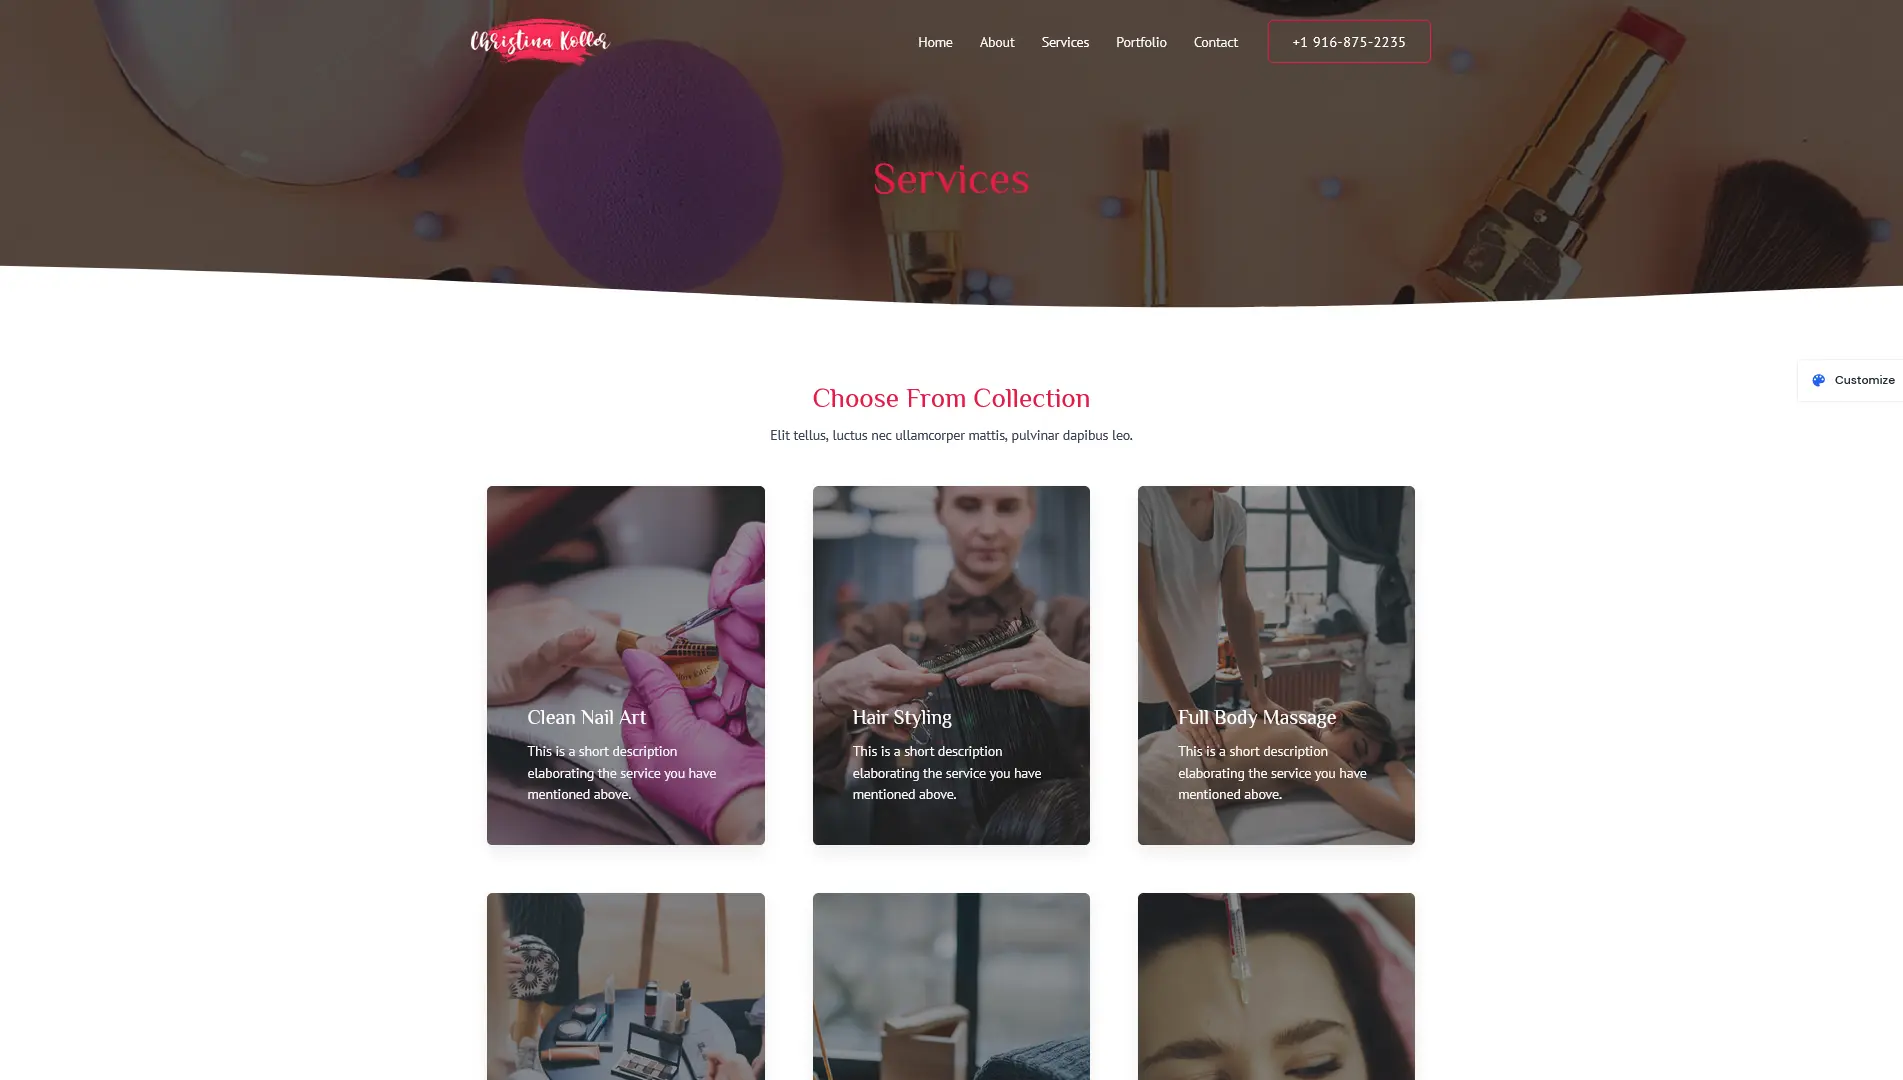 Christina Koller
Home About Services Portfolio Contact +1 916-875-2235
Services
Customize
Choose From Collection
Elit tellus, luctus nec ullamcorper mattis, pulvinar dapibus leo.
Clean Nail Art
This is a short description
elaborating the service you have
mentioned above.
Hair Styling
This is a short description
elaborating the service you have
mentioned above.
Full Body Massage
This is a short description
elaborating the service you have
mentioned above.